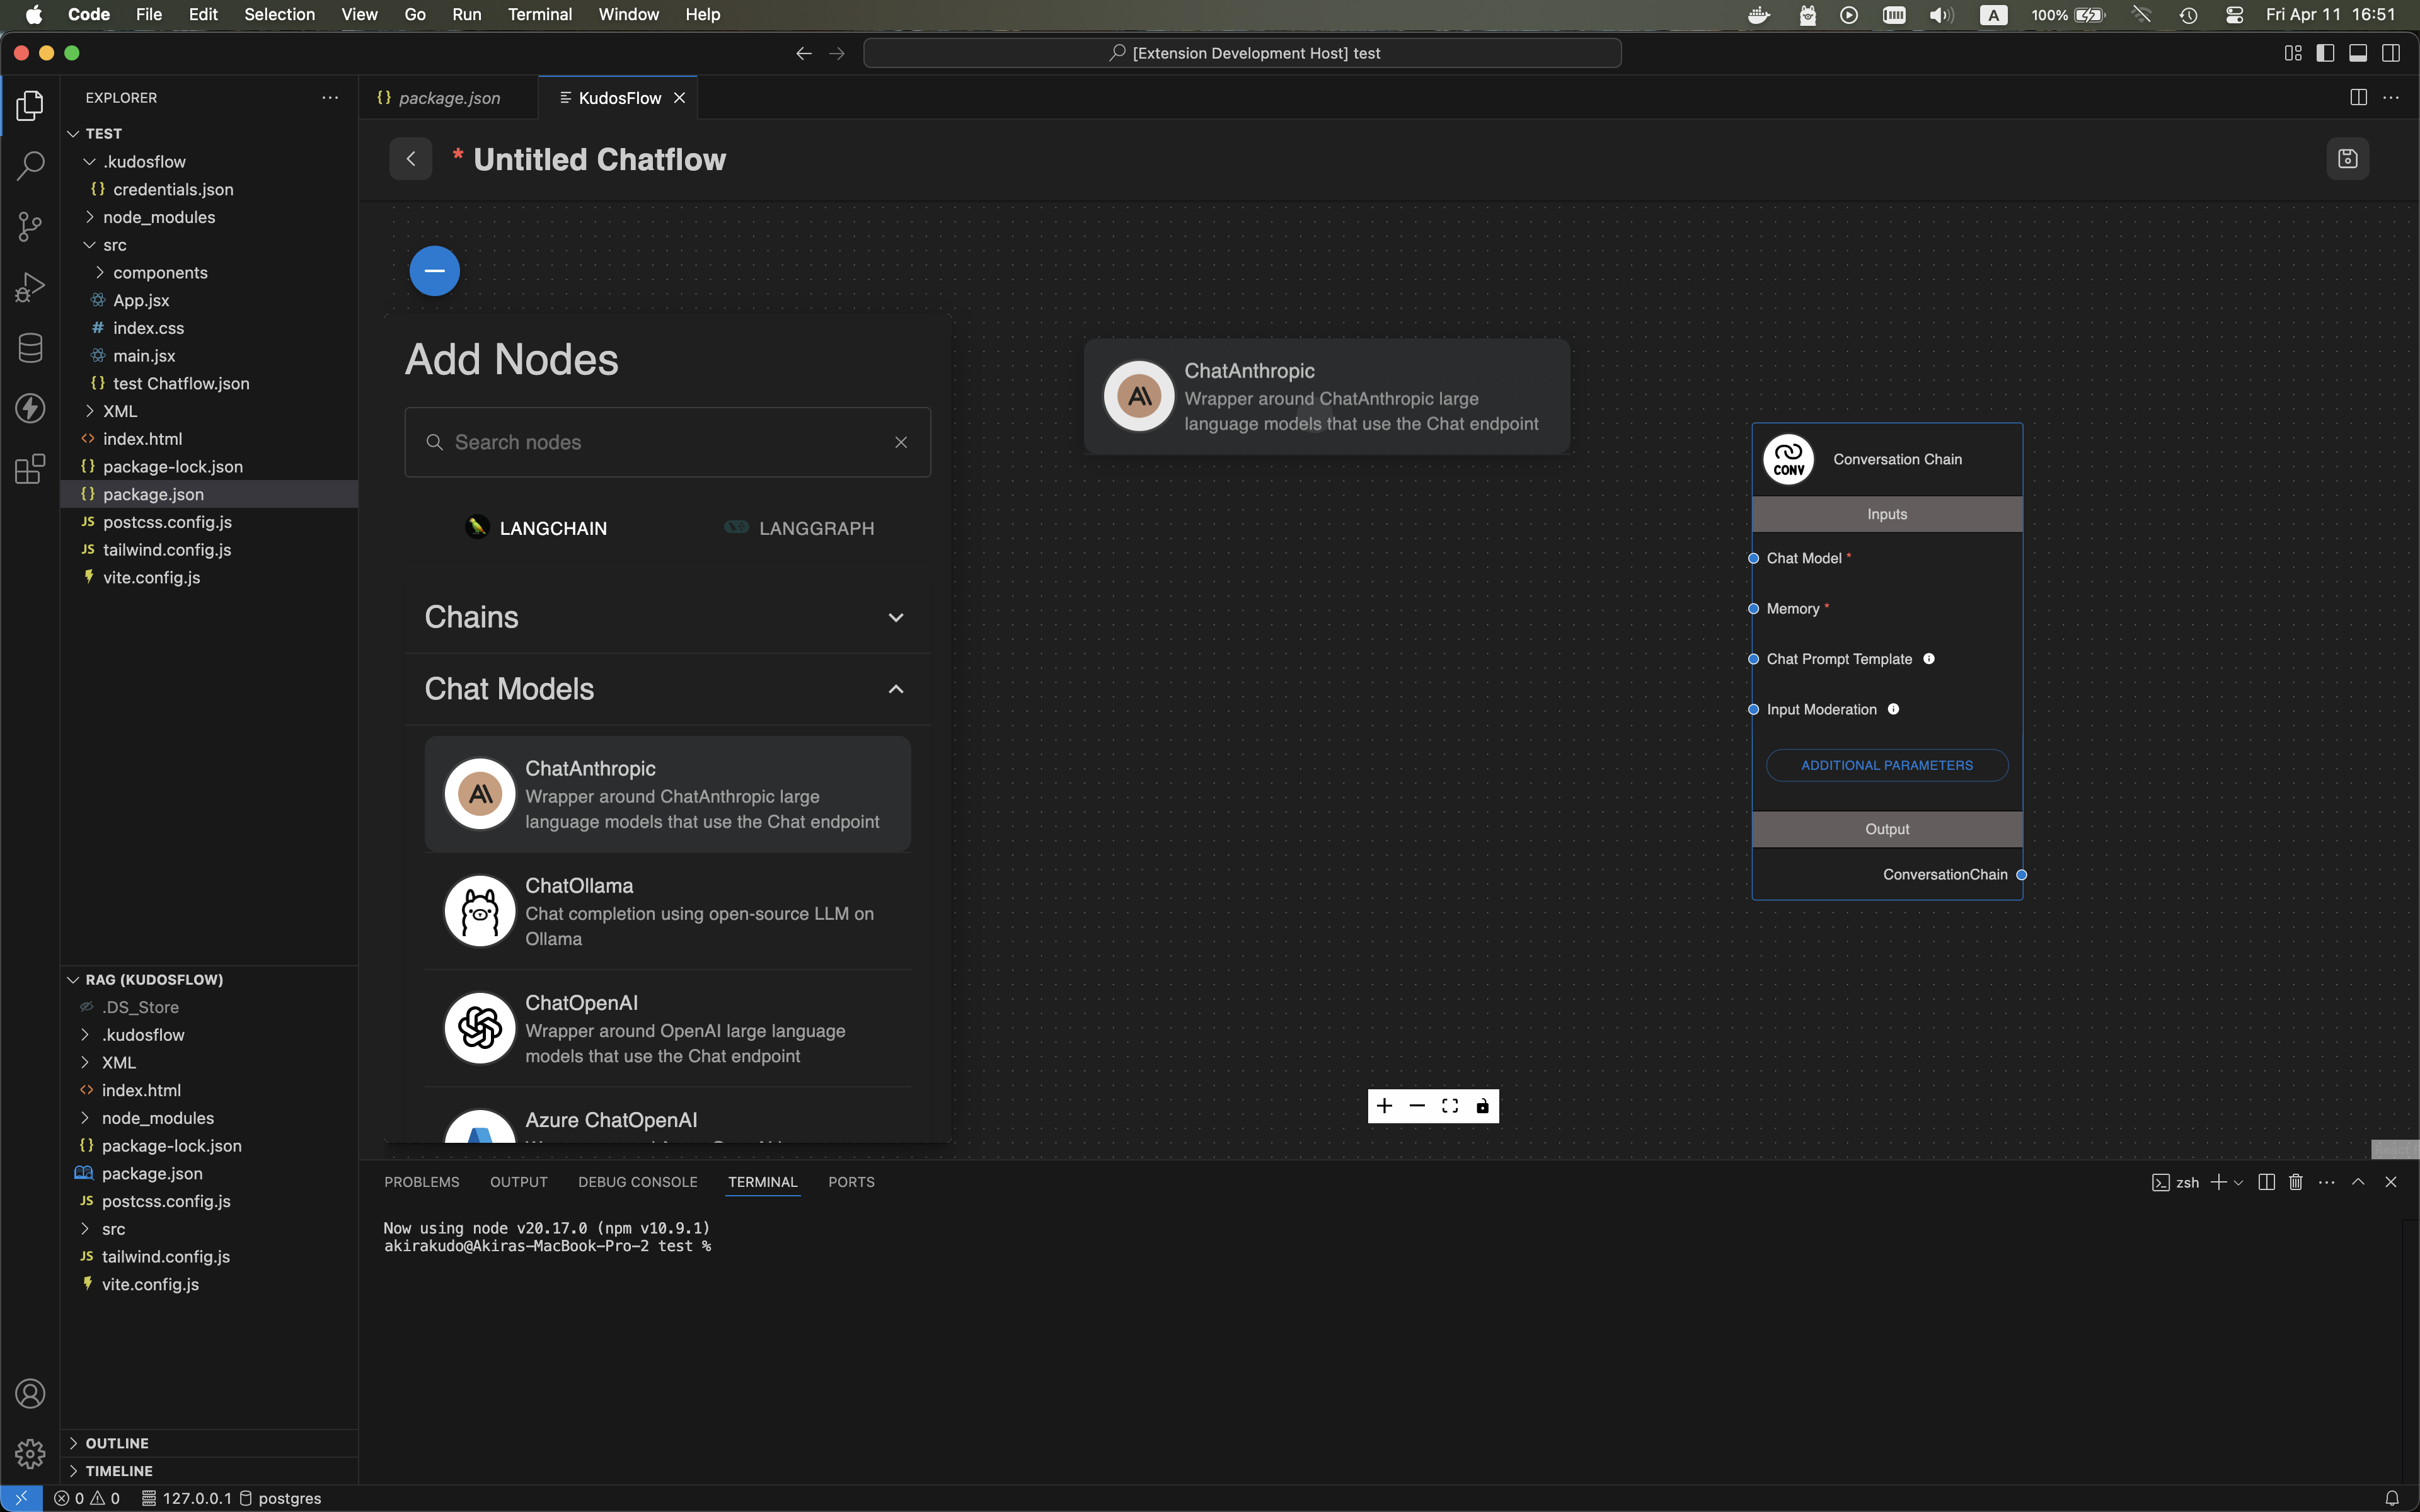 Code File Edit Selection View Go Run Terminal Window Help
A 100% Fri Apr 11 16:51
[Extension Development Host] test
EXPLORER
TEST
.kudosflow
credentials.json
node_modules
src
components
App.jsx
index.css
main.jsx
test Chatflow.json
XML
index.html
package-lock.json
package.json
postcss.config.js
tailwind.config.js
vite.config.js
RAG (KUDOSFLOW)
.DS_Store
.kudosflow
XML
index.html
node_modules
package-lock.json
package.json
postcss.config.js
src
tailwind.config.js
vite.config.js
OUTLINE
TIMELINE
package.json
KudosFlow
* Untitled Chatflow
Add Nodes
Search nodes
LANGCHAIN
LANGGRAPH
Chains
Chat Models
ChatAnthropic
Wrapper around ChatAnthropic large
language models that use the Chat endpoint
ChatOllama
Chat completion using open-source LLM on
Ollama
ChatOpenAI
Wrapper around OpenAI large language
models that use the Chat endpoint
Azure ChatOpenAI
ChatAnthropic
Wrapper around ChatAnthropic large
language models that use the Chat endpoint
CONV
Conversation Chain
Inputs
Chat Model *
Memory *
Chat Prompt Template
Input Moderation
ADDITIONAL PARAMETERS
Output
ConversationChain
PROBLEMS OUTPUT DEBUG CONSOLE TERMINAL PORTS
zsh
Now using node v20.17.0 (npm v10.9.1)
akirakudo@Akiras-MacBook-Pro-2 test %
0 0 127.0.0.1 postgres